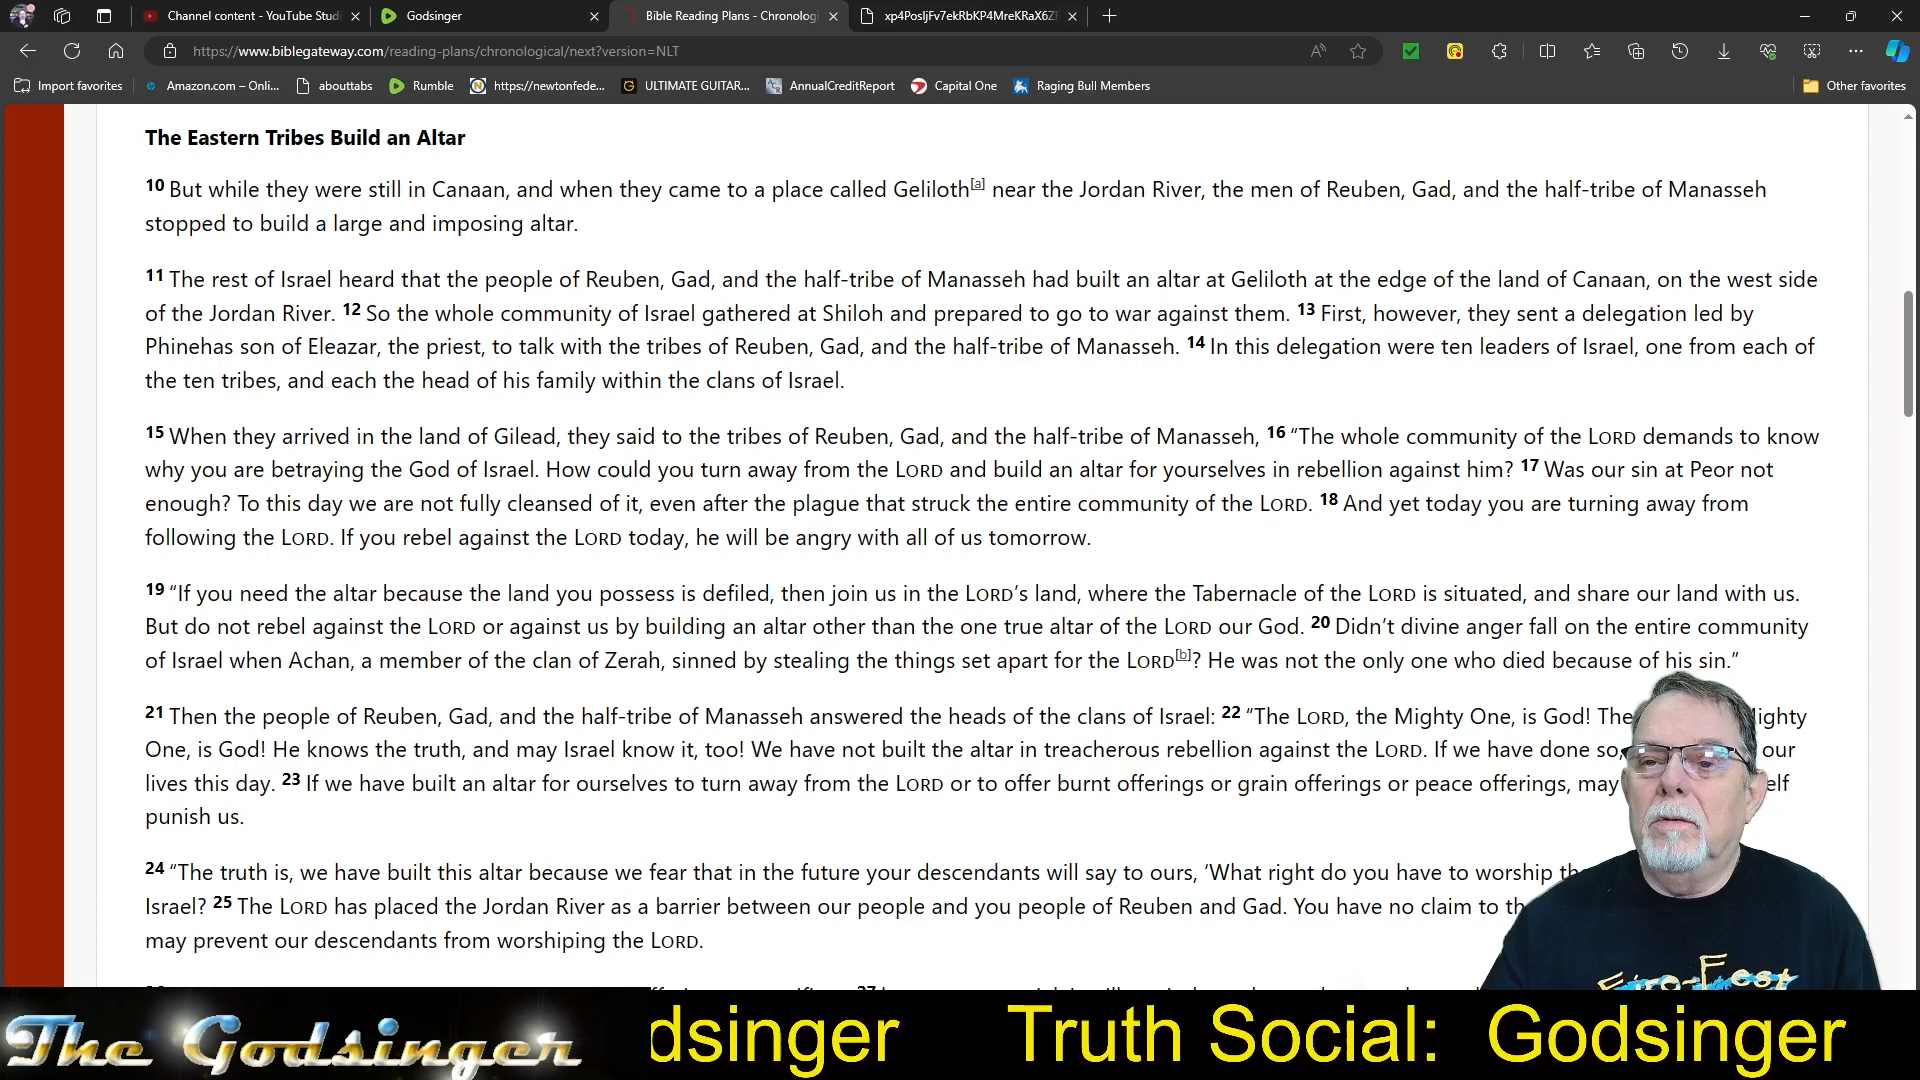 Channel content - YouTube Studi
Godsinger
Bible Reading Plans - Chronologi
https://www.biblegateway.com/reading-plans/chronological/next?version=NLT
Import favorites
Amazon.com – Onli...
abouttabs
Rumble
https://newtonfede...
ULTIMATE GUITAR...
AnnualCreditReport
Capital One
Raging Bull Members
Other favorites
The Eastern Tribes Build an Altar
10 But while they were still in Canaan, and when they came to a place called Geliloth[a] near the Jordan River, the men of Reuben, Gad, and the half-tribe of Manasseh
stopped to build a large and imposing altar.
11 The rest of Israel heard that the people of Reuben, Gad, and the half-tribe of Manasseh had built an altar at Geliloth at the edge of the land of Canaan, on the west side
of the Jordan River. 12 So the whole community of Israel gathered at Shiloh and prepared to go to war against them. 13 First, however, they sent a delegation led by
Phinehas son of Eleazar, the priest, to talk with the tribes of Reuben, Gad, and the half-tribe of Manasseh. 14 In this delegation were ten leaders of Israel, one from each of
the ten tribes, and each the head of his family within the clans of Israel.
15 When they arrived in the land of Gilead, they said to the tribes of Reuben, Gad, and the half-tribe of Manasseh, 16 “The whole community of the LORD demands to know
why you are betraying the God of Israel. How could you turn away from the LORD and build an altar for yourselves in rebellion against him? 17 Was our sin at Peor not
enough? To this day we are not fully cleansed of it, even after the plague that struck the entire community of the LORD. 18 And yet today you are turning away from
following the LORD. If you rebel against the LORD today, he will be angry with all of us tomorrow.
19 “If you need the altar because the land you possess is defiled, then join us in the LORD’s land, where the Tabernacle of the LORD is situated, and share our land with us.
But do not rebel against the LORD or against us by building an altar other than the one true altar of the LORD our God. 20 Didn’t divine anger fall on the entire community
of Israel when Achan, a member of the clan of Zerah, sinned by stealing the things set apart for the LORD[b]? He was not the only one who died because of his sin.”
21 Then the people of Reuben, Gad, and the half-tribe of Manasseh answered the heads of the clans of Israel: 22 “The LORD, the Mighty One, is God! The ighty
One, is God! He knows the truth, and may Israel know it, too! We have not built the altar in treacherous rebellion against the LORD. If we have done so, our
lives this day. 23 If we have built an altar for ourselves to turn away from the LORD or to offer burnt offerings or grain offerings or peace offerings, may elf
punish us.
24 “The truth is, we have built this altar because we fear that in the future your descendants will say to ours, ‘What right do you have to worship th
Israel? 25 The LORD has placed the Jordan River as a barrier between our people and you people of Reuben and Gad. You have no claim to th
may prevent our descendants from worshiping the LORD.
Fire-Fest
The Godsinger
dsinger Truth Social: Godsinger